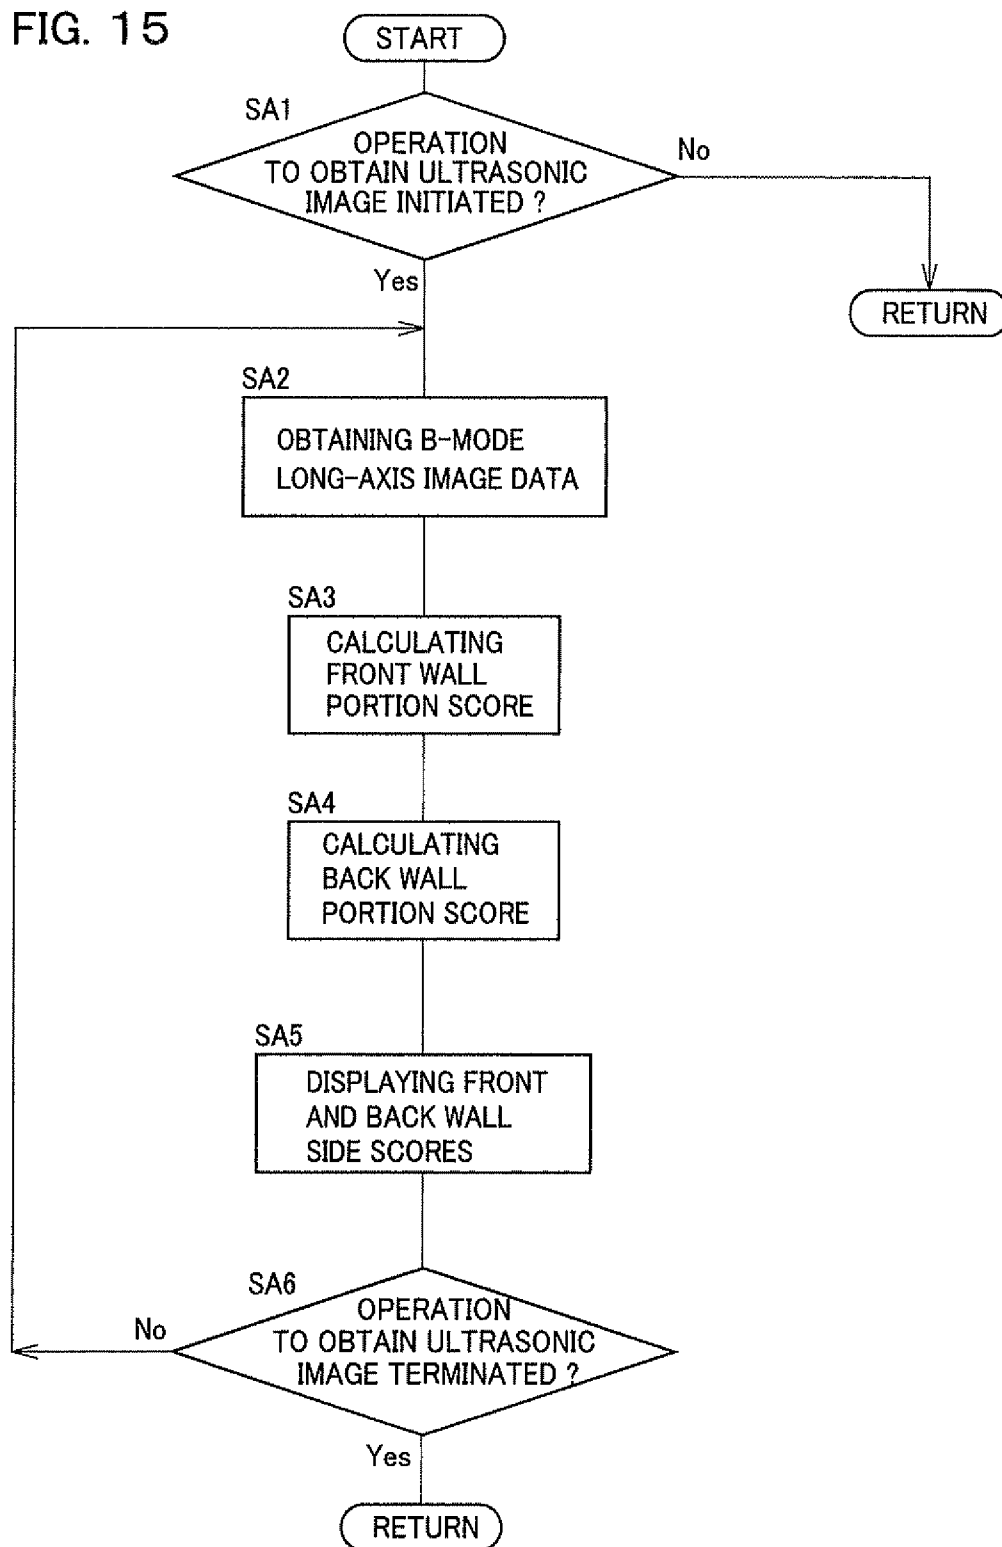 FIG. 15
START
SA1
OPERATION
TO OBTAIN ULTRASONIC
IMAGE INITIATED ?
No
Yes
RETURN
SA2
OBTAINING B-MODE
LONG-AXIS IMAGE DATA
SA3
CALCULATING
FRONT WALL
PORTION SCORE
SA4
CALCULATING
BACK WALL
PORTION SCORE
SA5
DISPLAYING FRONT
AND BACK WALL
SIDE SCORES
SA6
OPERATION
TO OBTAIN ULTRASONIC
IMAGE TERMINATED ?
No
Yes
RETURN